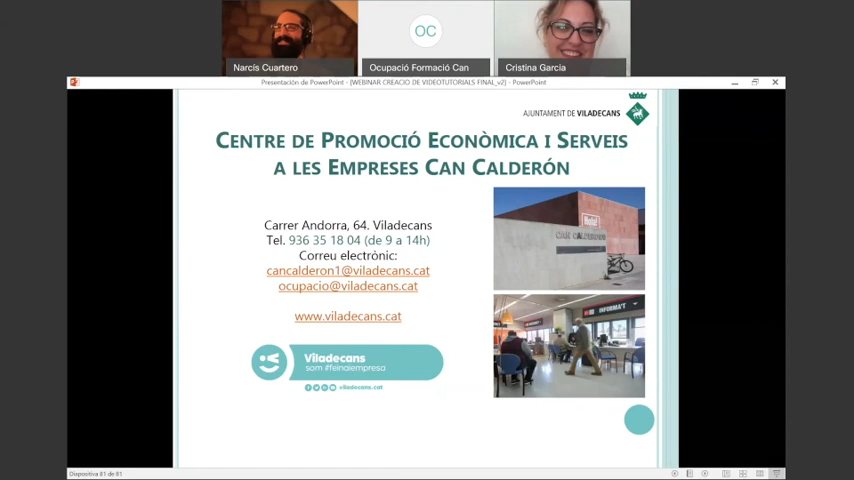 OC
Narcís Cuartero
Ocupació Formació Can
Cristina Garcia
Presentación de PowerPoint - [WEBINAR CREACIO DE VIDEOTUTORIALS FINAL_v2] - PowerPoint
AJUNTAMENT DE VILADECANS
CENTRE DE PROMOCIÓ ECONÒMICA I SERVEIS
A LES EMPRESES CAN CALDERÓN
Carrer Andorra, 64. Viladecans
Tel. 936 35 18 04 (de 9 a 14h)
Correu electrònic:
cancalderon1@viladecans.cat
ocupacio@viladecans.cat
www.viladecans.cat
CAN CALDERON
INFORMA'T
Viladecans
som #feinaiempresa
viladecans.cat
Diapositiva 81 de 81